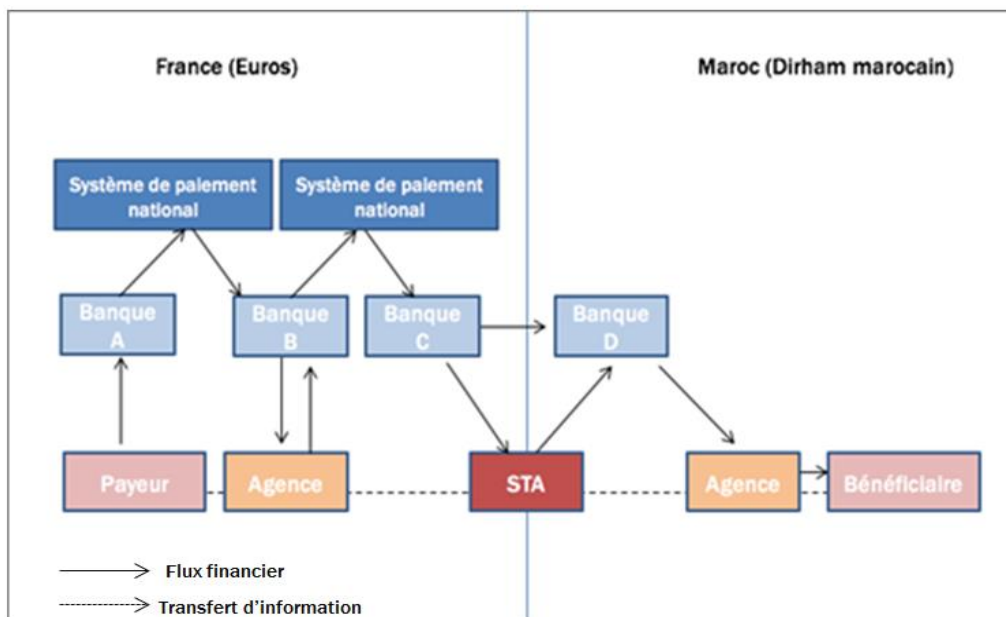 France (Euros)
Maroc (Dirham marocain)
Système de paiement
national
Système de paiement
national
Banque
A
Banque
B
Banque
C
Banque
D
Payeur
Agence
STA
Agence
Bénéficiaire
Flux financier
Transfert d’information